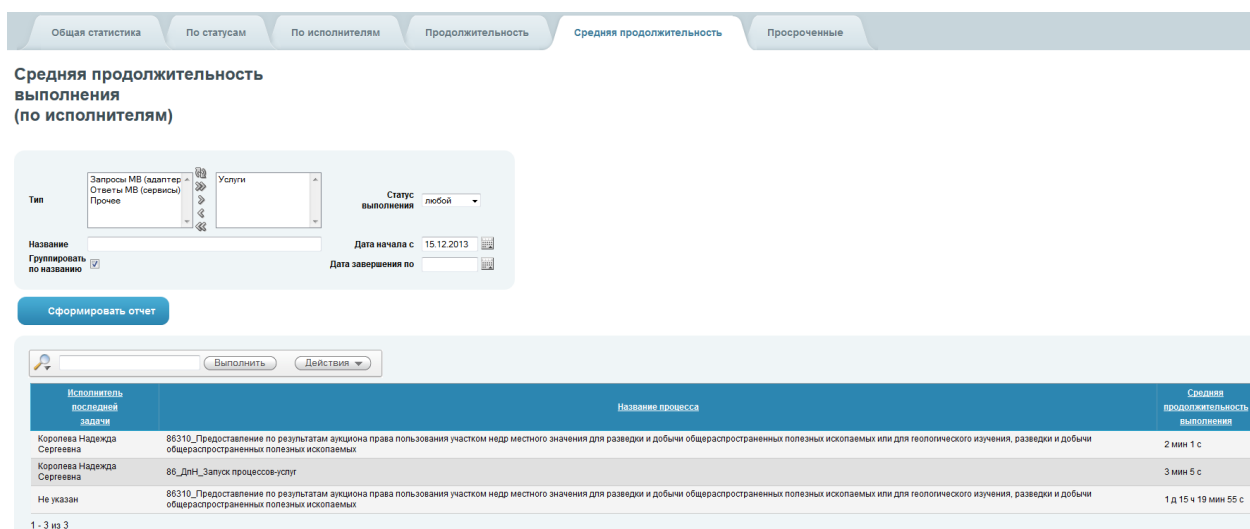 Общая статистика
По статусам
По исполнителям
Продолжительность
Средняя продолжительность
Просроченные
Средняя продолжительность
выполнения
(по исполнителям)
Тип
Запросы МВ (адаптер
Ответы МВ (сервисы)
Прочее
Услуги
Статус
выполнения
любой
Название
Дата начала с
15.12.2013
Группировать
по названию
Дата завершения по
Сформировать отчет
Выполнить
Действия
Исполнитель
последней
задачи
Название процесса
Средняя
продолжительность
выполнения
Королева Надежда
Сергеевна
86310_Предоставление по результатам аукциона права пользования участком недр местного значения для разведки и добычи общераспространенных полезных ископаемых или для геологического изучения, разведки и добычи
общераспространенных полезных ископаемых
2 мин 1 с
Королева Надежда
Сергеевна
86_ДпН_Запуск процессов-услуг
3 мин 5 с
Не указан
86310_Предоставление по результатам аукциона права пользования участком недр местного значения для разведки и добычи общераспространенных полезных ископаемых или для геологического изучения, разведки и добычи
общераспространенных полезных ископаемых
1 д 15 ч 19 мин 55 с
1 - 3 из 3